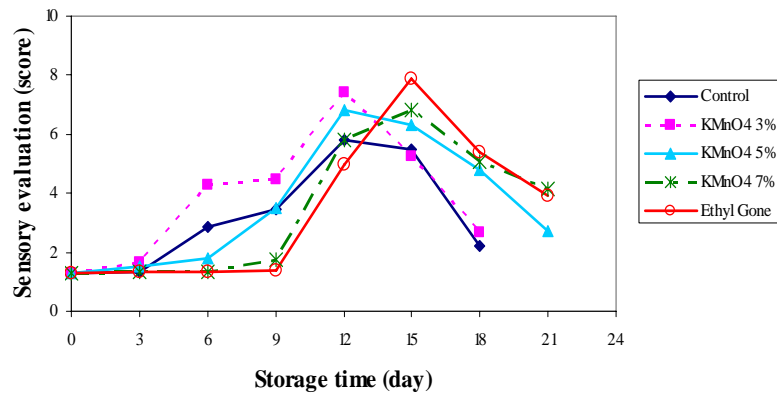 Sensory evaluation (score)
10
8
6
4
2
0
0 3 6 9 12 15 18 21 24
Storage time (day)
Control
KMnO4 3%
KMnO4 5%
KMnO4 7%
Ethyl Gone